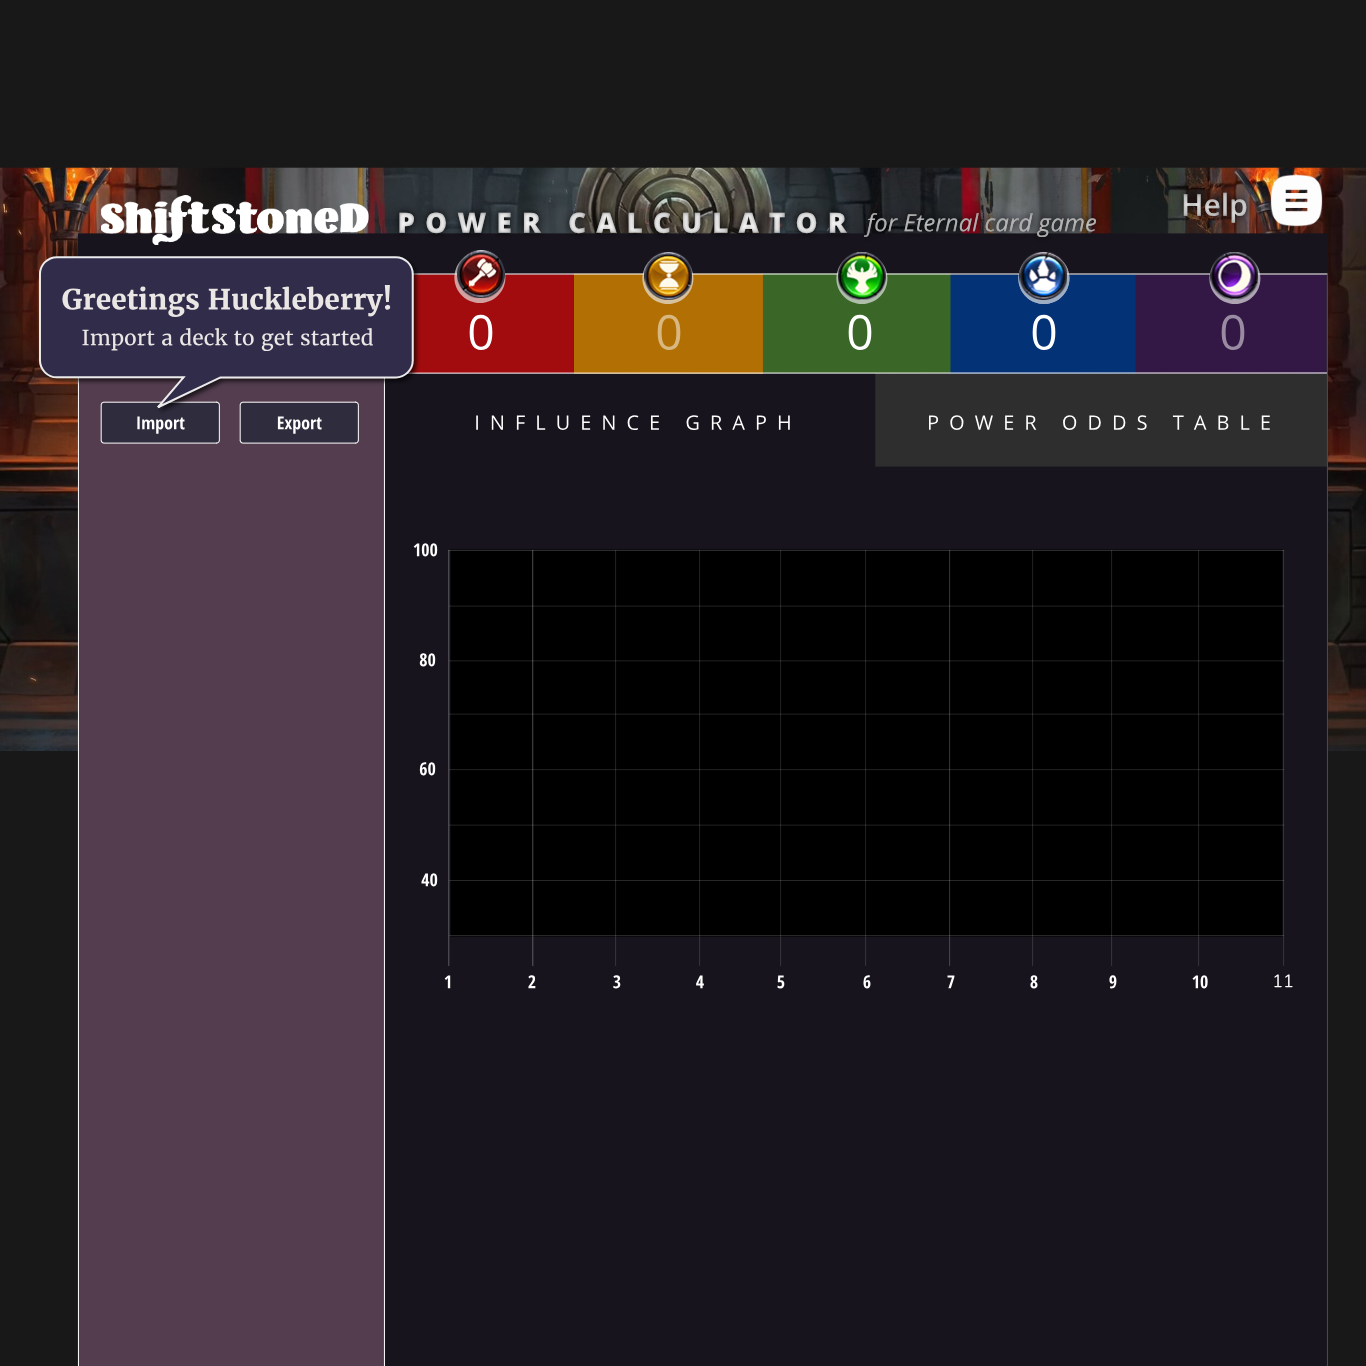 ShiftStoneD POWER CALCULATOR for Eternal card game
Help
Greetings Huckleberry!
Import a deck to get started
0 0 0 0 0
Import Export
INFLUENCE GRAPH POWER ODDS TABLE
100
80
60
40
1 2 3 4 5 6 7 8 9 10 11